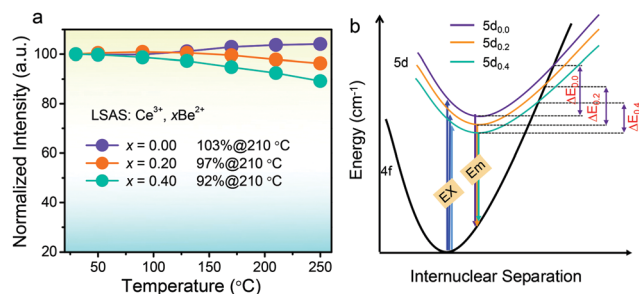 a
Normalized Intensity (a.u.)
120
100
80
60
40
20
LSAS: Ce3+, xBe2+
x = 0.00 103%@210 °C
x = 0.20 97%@210 °C
x = 0.40 92%@210 °C
50 100 150 200 250
Temperature (°C)
b
Energy (cm-1)
5d0.0
5d0.2
5d0.4
5d
4f
EX
Em
ΔE0.0
ΔE0.2
ΔE0.4
Internuclear Separation